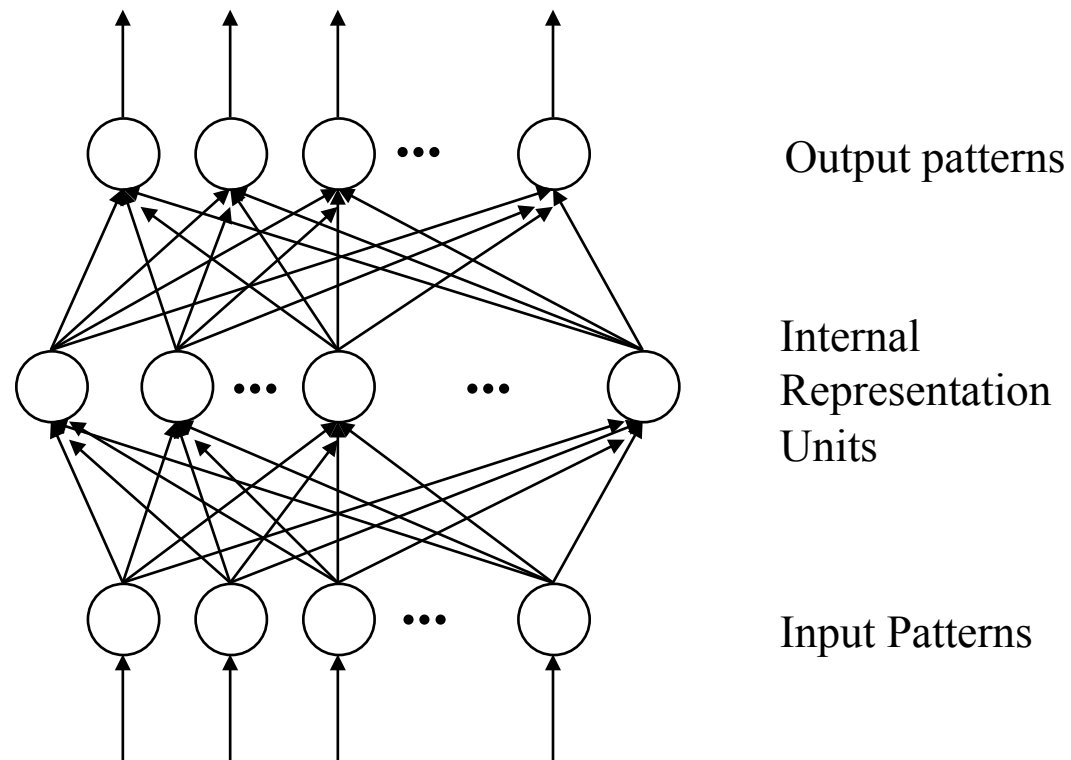 Output patterns
Internal
Representation
Units
Input Patterns